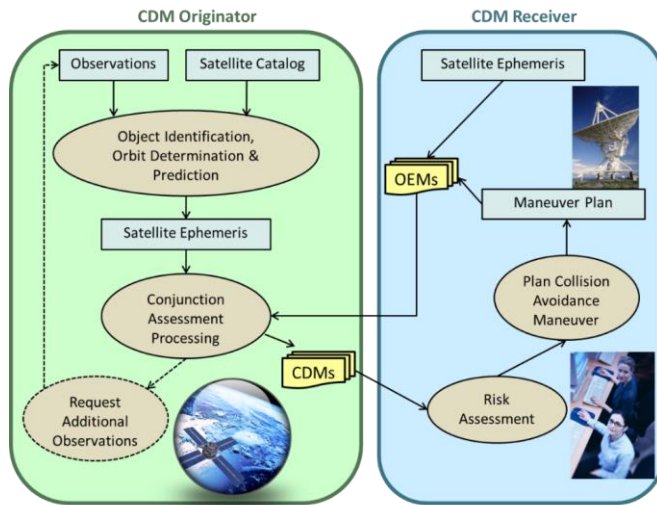 CDM Originator
CDM Receiver
Observations
Satellite Catalog
Satellite Ephemeris
Object Identification,
Orbit Determination &
Prediction
OEMs
Maneuver Plan
Satellite Ephemeris
Conjunction
Assessment
Processing
Plan Collision
Avoidance
Maneuver
CDMs
Request
Additional
Observations
Risk
Assessment